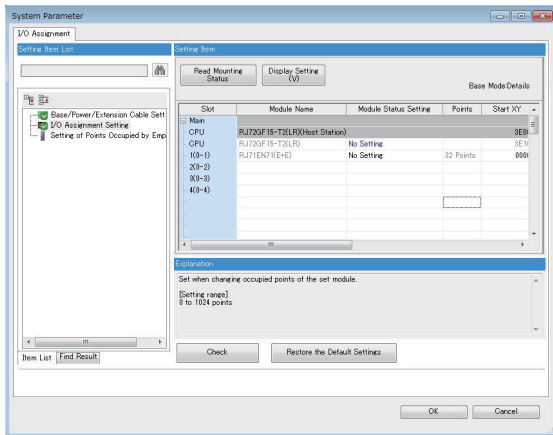 System Parameter
I/O Assignment
Setting Item List
Setting Item
Read Mounting
Status
Display Setting
(V)
Base Mode:Details
Base/Power/Extension Cable Sett
I/O Assignment Setting
Setting of Points Occupied by Emp
Slot Module Name Module Status Setting Points Start XY
Main
CPU RJ72GF15-T2(LR)(Host Station) 3E0
CPU RJ72GF15-T2(LR) No Setting 3E1
1(0-1) RJ71EN71(E+E) No Setting 32 Points 000
2(0-2)
3(0-3)
4(0-4)
Explanation
Set when changing occupied points of the set module.
[Setting range]
0 to 1024 points
Item List Find Result
Check Restore the Default Settings
OK Cancel